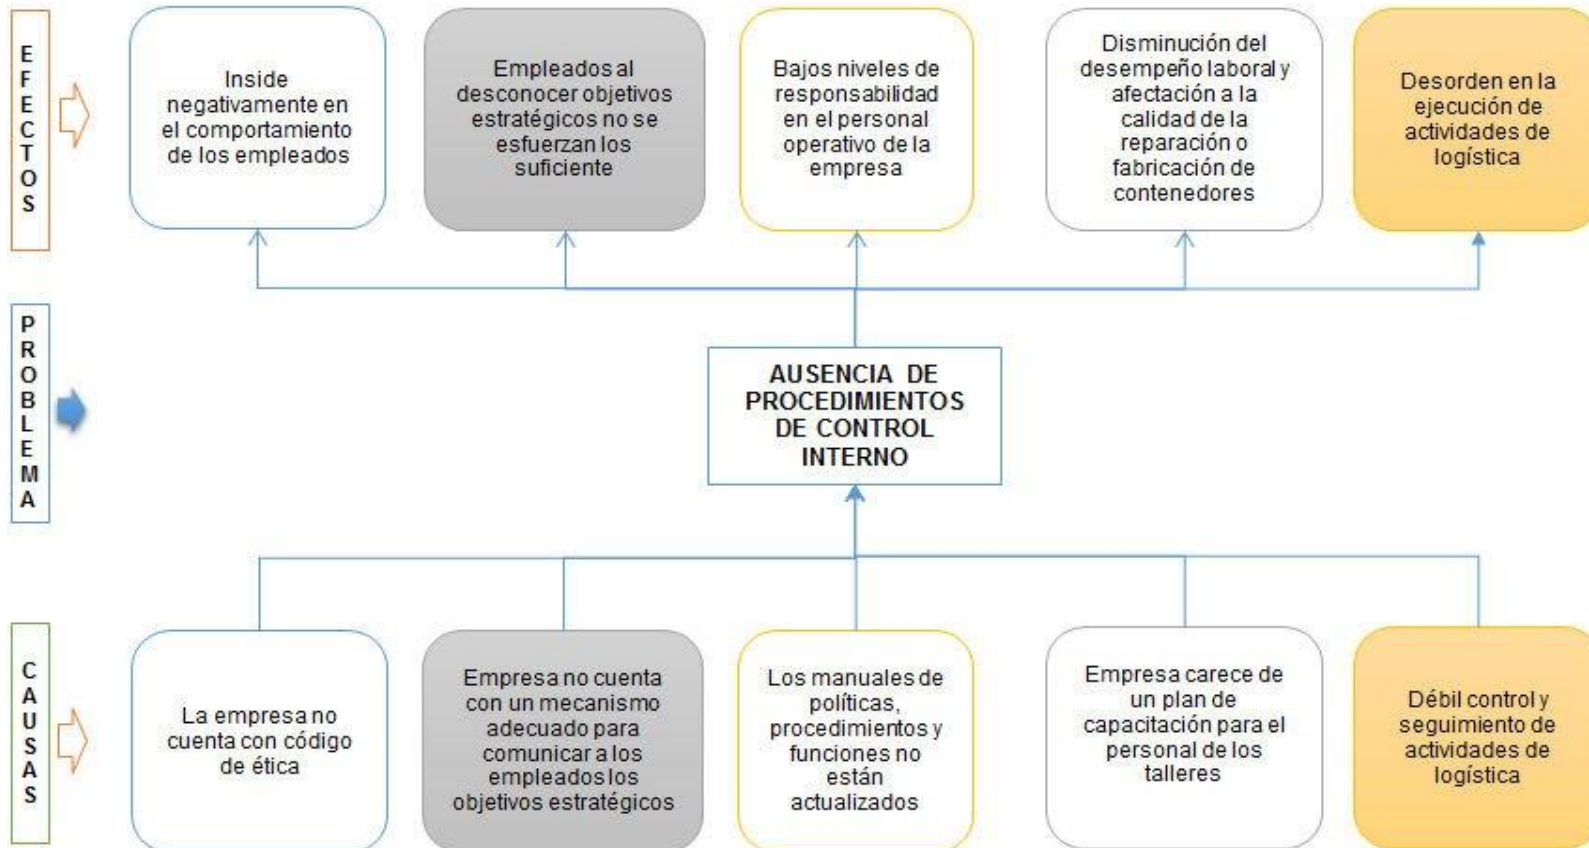 EFECTOS
Inside
negativamente en
el comportamiento
de los empleados
Empleados al
desconocer objetivos
estratégicos no se
esfuerzan los
suficiente
Bajos niveles de
responsabilidad
en el personal
operativo de la
empresa
Disminución del
desempeño laboral y
afectación a la
calidad de la
reparación o
fabricación de
contenedores
Desorden en la
ejecución de
actividades de
logística
PROBLEMA
AUSENCIA DE
PROCEDIMIENTOS
DE CONTROL
INTERNO
CAUSAS
La empresa no
cuenta con código
de ética
Empresa no cuenta
con un mecanismo
adecuado para
comunicar a los
empleados los
objetivos estratégicos
Los manuales de
políticas,
procedimientos y
funciones no
están
actualizados
Empresa carece de
un plan de
capacitación para el
personal de los
talleres
Débil control y
seguimiento de
actividades de
logística